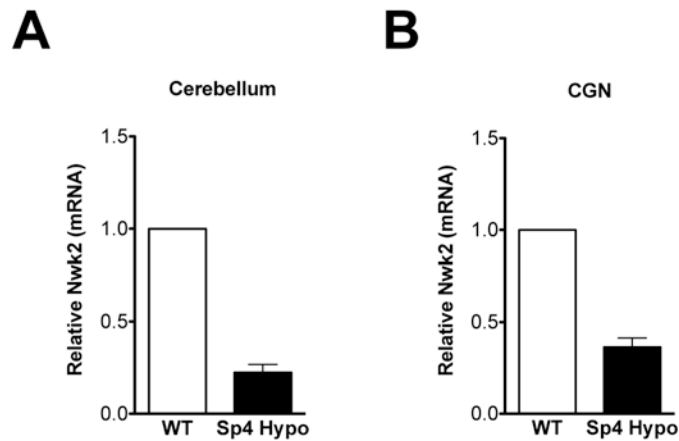 A
Cerebellum
Relative Nwk2 (mRNA)
1.5
1.0
0.5
0.0
WT Sp4 Hypo
B
CGN
Relative Nwk2 (mRNA)
1.5
1.0
0.5
0.0
WT Sp4 Hypo